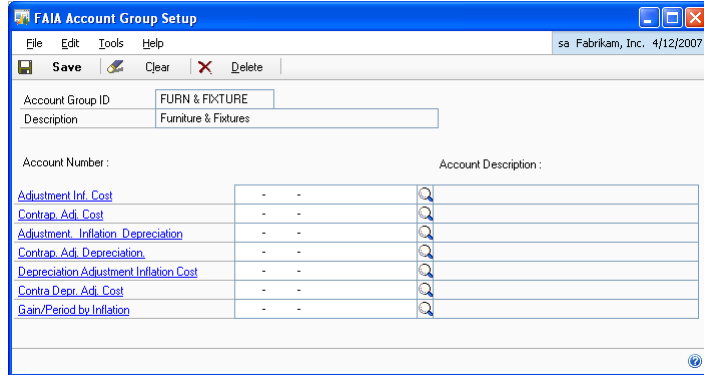 FAIA Account Group Setup
File Edit Tools Help sa Fabrikam, Inc. 4/12/2007
Save Clear Delete
Account Group ID FURN & FIXTURE
Description Furniture & Fixtures
Account Number : Account Description :
Adjustment Inf. Cost - -
Contrap. Adj. Cost - -
Adjustment. Inflation Depreciation - -
Contrap. Adj. Depreciation. - -
Depreciation Adjustment Inflation Cost - -
Contra Depr. Adj. Cost - -
Gain/Period by Inflation - -